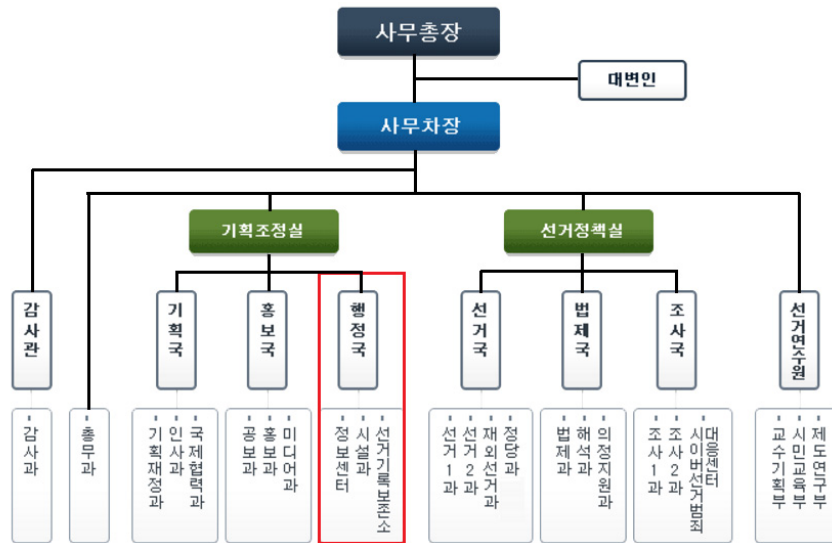 사무총장
대변인
사무차장
기획조정실
선거정책실
감사관
기획국
홍보국
행정국
선거국
법제국
조사국
선거연수원
감사과
총무과
기획재정과
인사과
국제협력과
공보과
홍보과
미디어과
정보센터
시설과
선거기록보존소
선거1과
선거2과
재외선거과
정당과
법제과
해석과
의정지원과
조사1과
조사2과
시이버선거범죄
대응센터
교수기획부
시민교육부
제도연구부